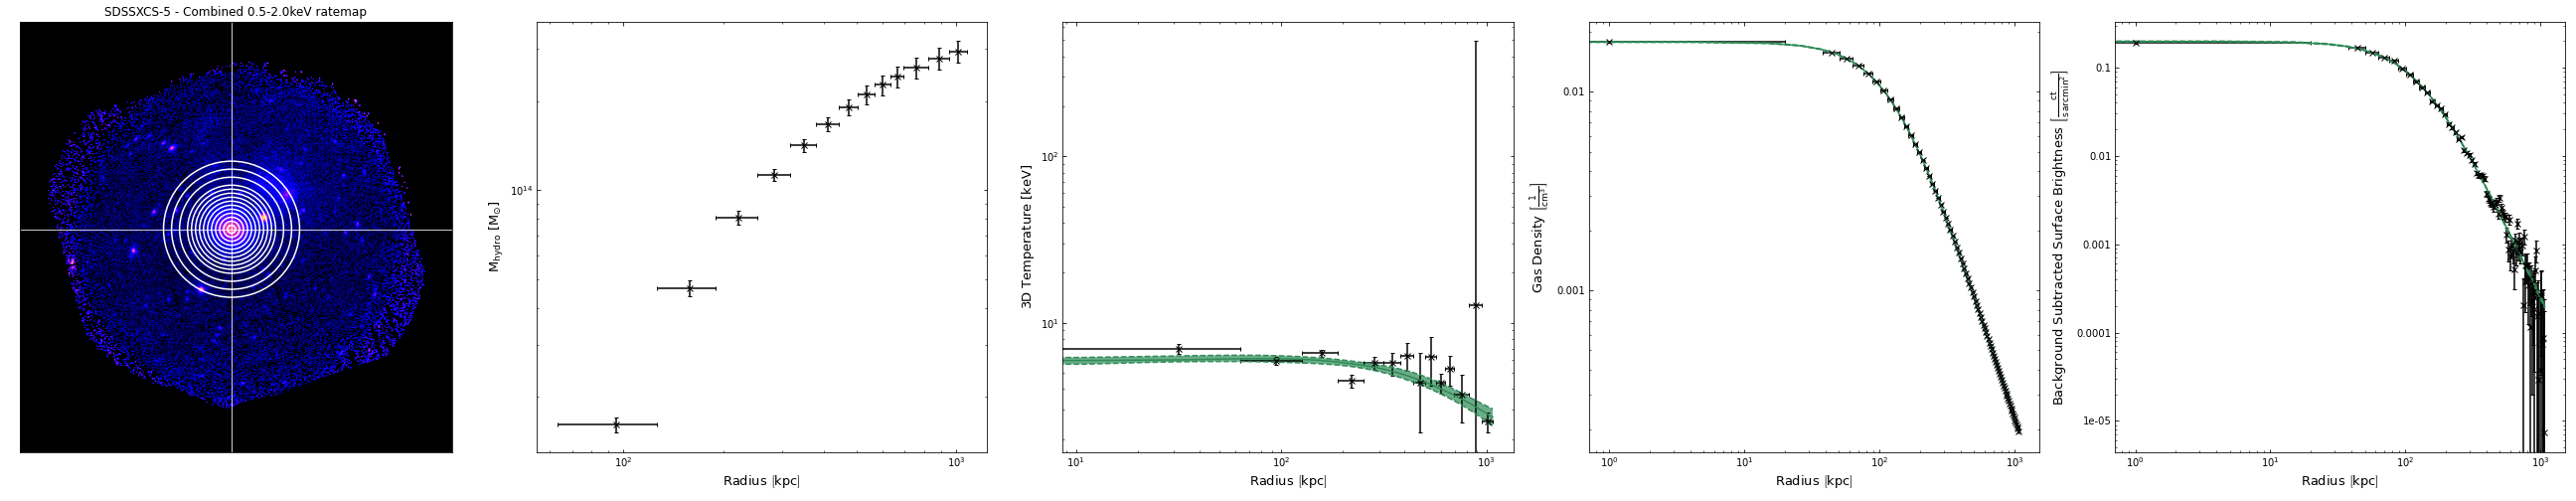 SDSSXCS-5 - Combined 0.5-2.0keV ratemap
M_hydro [M_⊙]
10^14
10^2 10^3
Radius [kpc]
3D Temperature [keV]
10^2
10^1
10^1 10^2 10^3
Radius [kpc]
Gas Density [1/cm^3]
0.01
0.001
10^0 10^1 10^2 10^3
Radius [kpc]
Background Subtracted Surface Brightness [ct/s arcmin^2]
0.1
0.01
0.001
0.0001
1e-05
10^0 10^1 10^2 10^3
Radius [kpc]